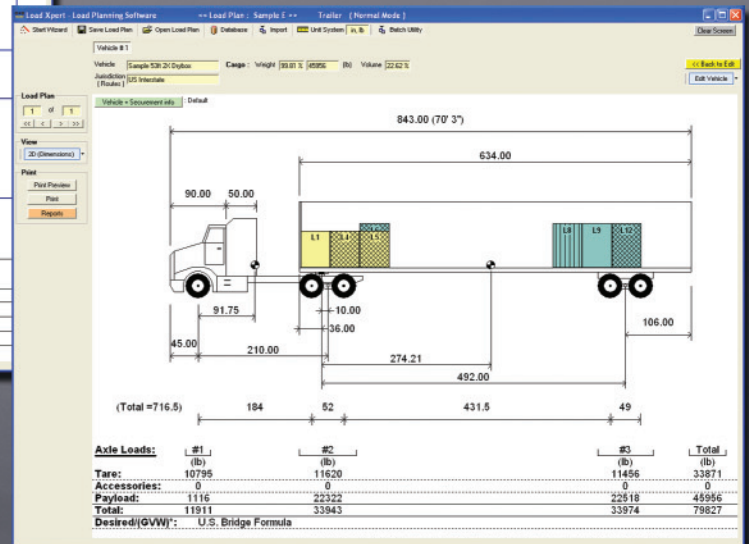 Load Xpert - Load Planning Software == Load Plan : Sample E == Trailer ( Normal Mode )
Start Wizard Save Load Plan Open Load Plan Database Import Unit System in, lb Batch Utility Clear Screen
Vehicle # 1
Vehicle Sample 53ft 2K Drybox Cargo : Weight 99.81 % 45956 (lb) Volume 22.62 %
<< Back to Edit
Jurisdiction US Interstate
( Routes )
Edit Vehicle
Load Plan
1 of 1
<< < > >>
Vehicle + Securement info : Default
View
2D (Dimensions)
Print
Print Preview
Print
Reports
843.00 (70' 3")
634.00
90.00 50.00
L1 L4 L5 L8 L9 L12
91.75 10.00
36.00
106.00
45.00
210.00
274.21
492.00
(Total =716.5) 184 52 431.5 49
Axle Loads: #1 #2 #3 Total
(lb) (lb) (lb) (lb)
Tare: 10795 11620 11456 33871
Accessories: 0 0 0 0
Payload: 1116 22322 22518 45956
Total: 11911 33943 33974 79827
Desired/(GVW)*: U.S. Bridge Formula